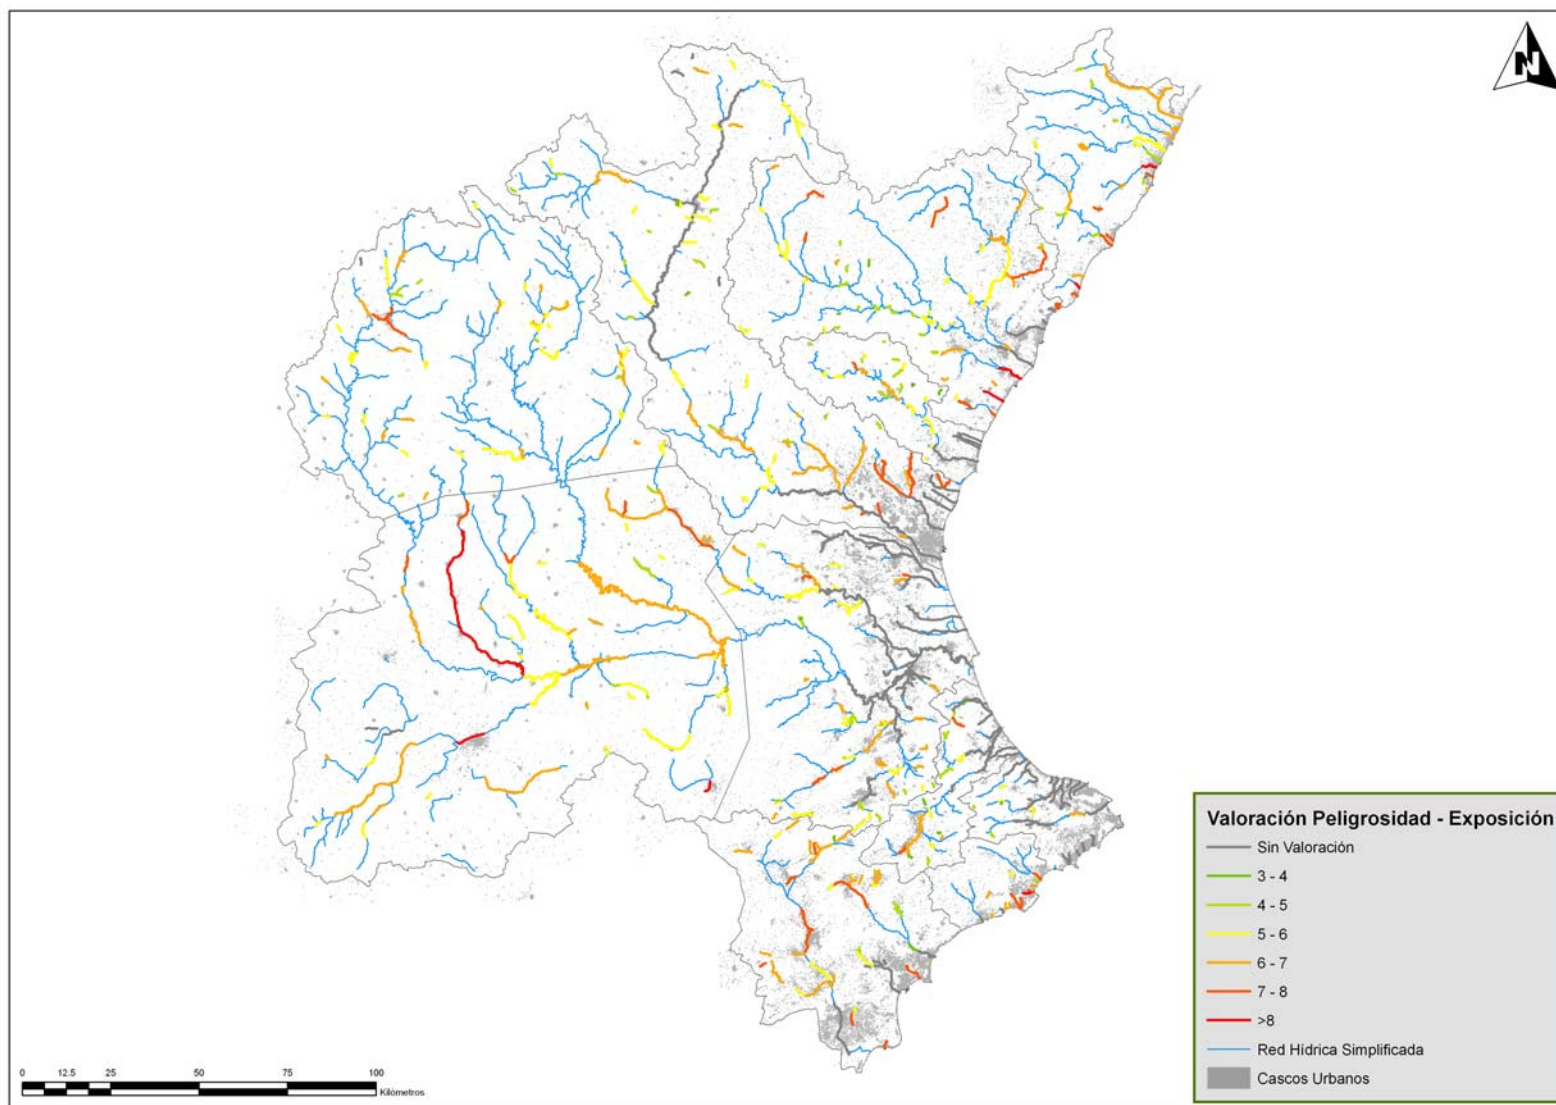 N
Valoración Peligrosidad - Exposición
Sin Valoración
3 - 4
4 - 5
5 - 6
6 - 7
7 - 8
>8
Red Hídrica Simplificada
Cascos Urbanos
0 12.5 25 50 75 100
Kilómetros